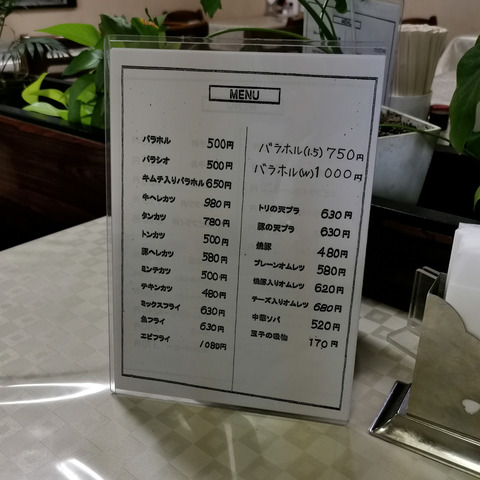 MENU
パラホル 500円
パラシオ 500円
キムチ入りパラホル 650円
牛ヘレカツ 980円
タンカツ 780円
トンカツ 500円
豚ヘレカツ 580円
ミンチカツ 500円
チキンカツ 480円
ミックスフライ 630円
魚フライ 630円
エビフライ 1080円
パラホル(1.5) 750円
パラホル(W) 1000円
トリの天プラ 630円
豚の天プラ 630円
焼豚 480円
プレーンオムレツ 580円
焼豚入りオムレツ 620円
チーズ入りオムレツ 680円
中華ソバ 520円
玉子の吸物 170円